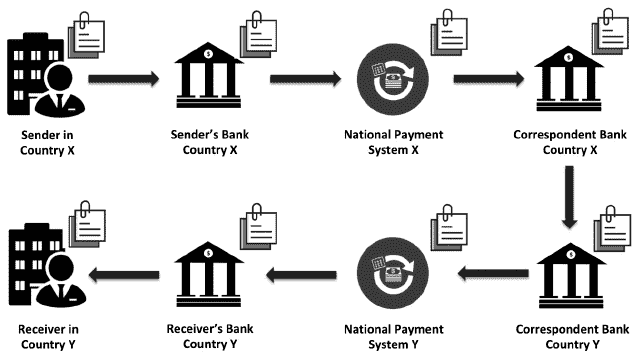 Sender in
Country X
Sender's Bank
Country X
National Payment
System X
Correspondent Bank
Country X
Receiver in
Country Y
Receiver's Bank
Country Y
National Payment
System Y
Correspondent Bank
Country Y